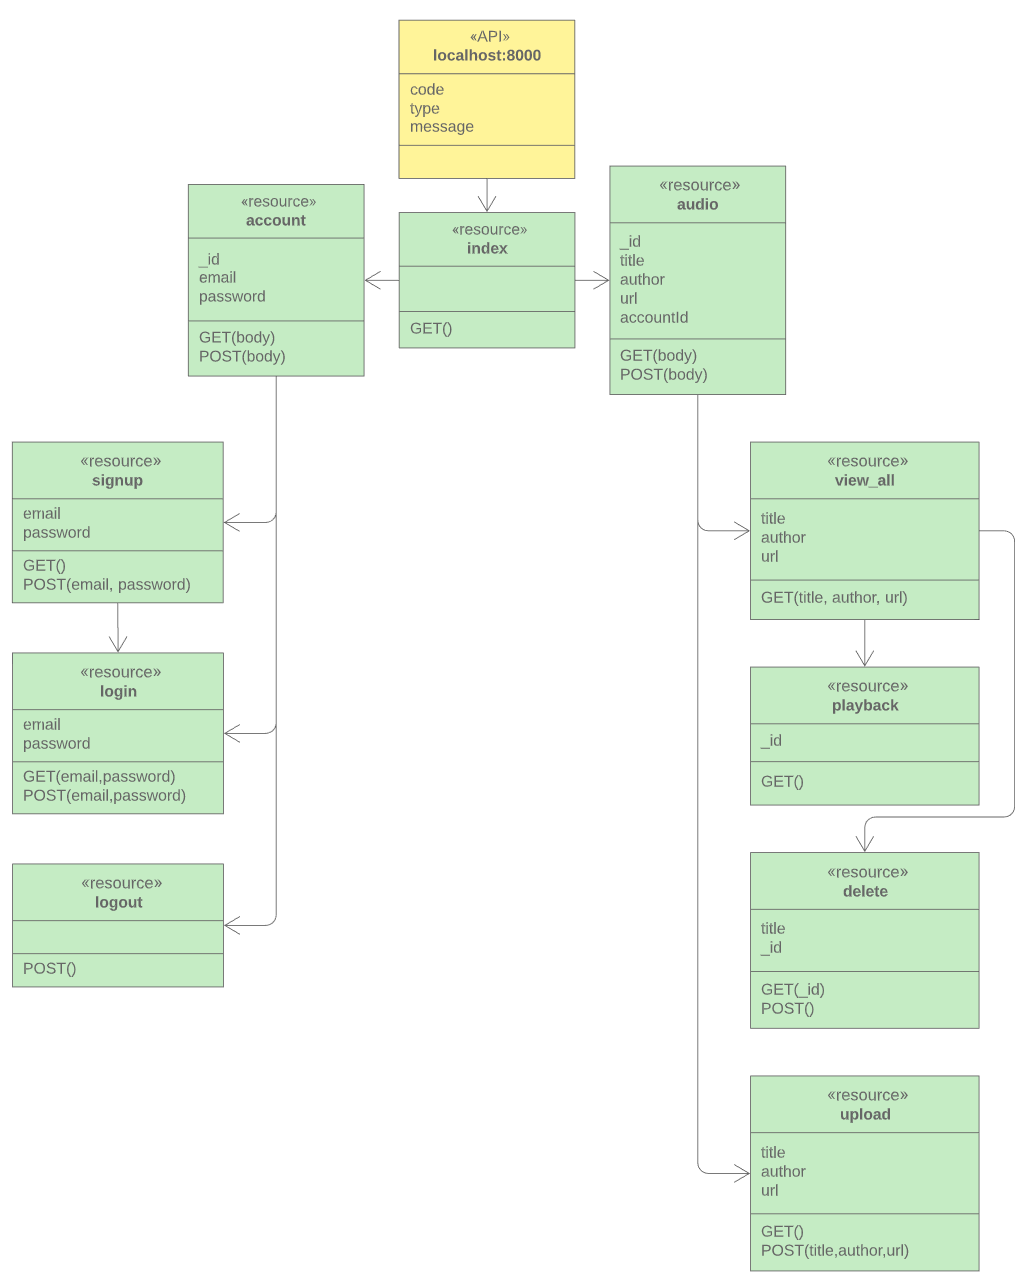 «API»
localhost:8000
code
type
message
«resource»
account
_id
email
password
GET(body)
POST(body)
«resource»
index
GET()
«resource»
audio
_id
title
author
url
accountId
GET(body)
POST(body)
«resource»
signup
email
password
GET()
POST(email, password)
«resource»
login
email
password
GET(email,password)
POST(email,password)
«resource»
logout
POST()
«resource»
view_all
title
author
url
GET(title, author, url)
«resource»
playback
_id
GET()
«resource»
delete
title
_id
GET(_id)
POST()
«resource»
upload
title
author
url
GET()
POST(title,author,url)